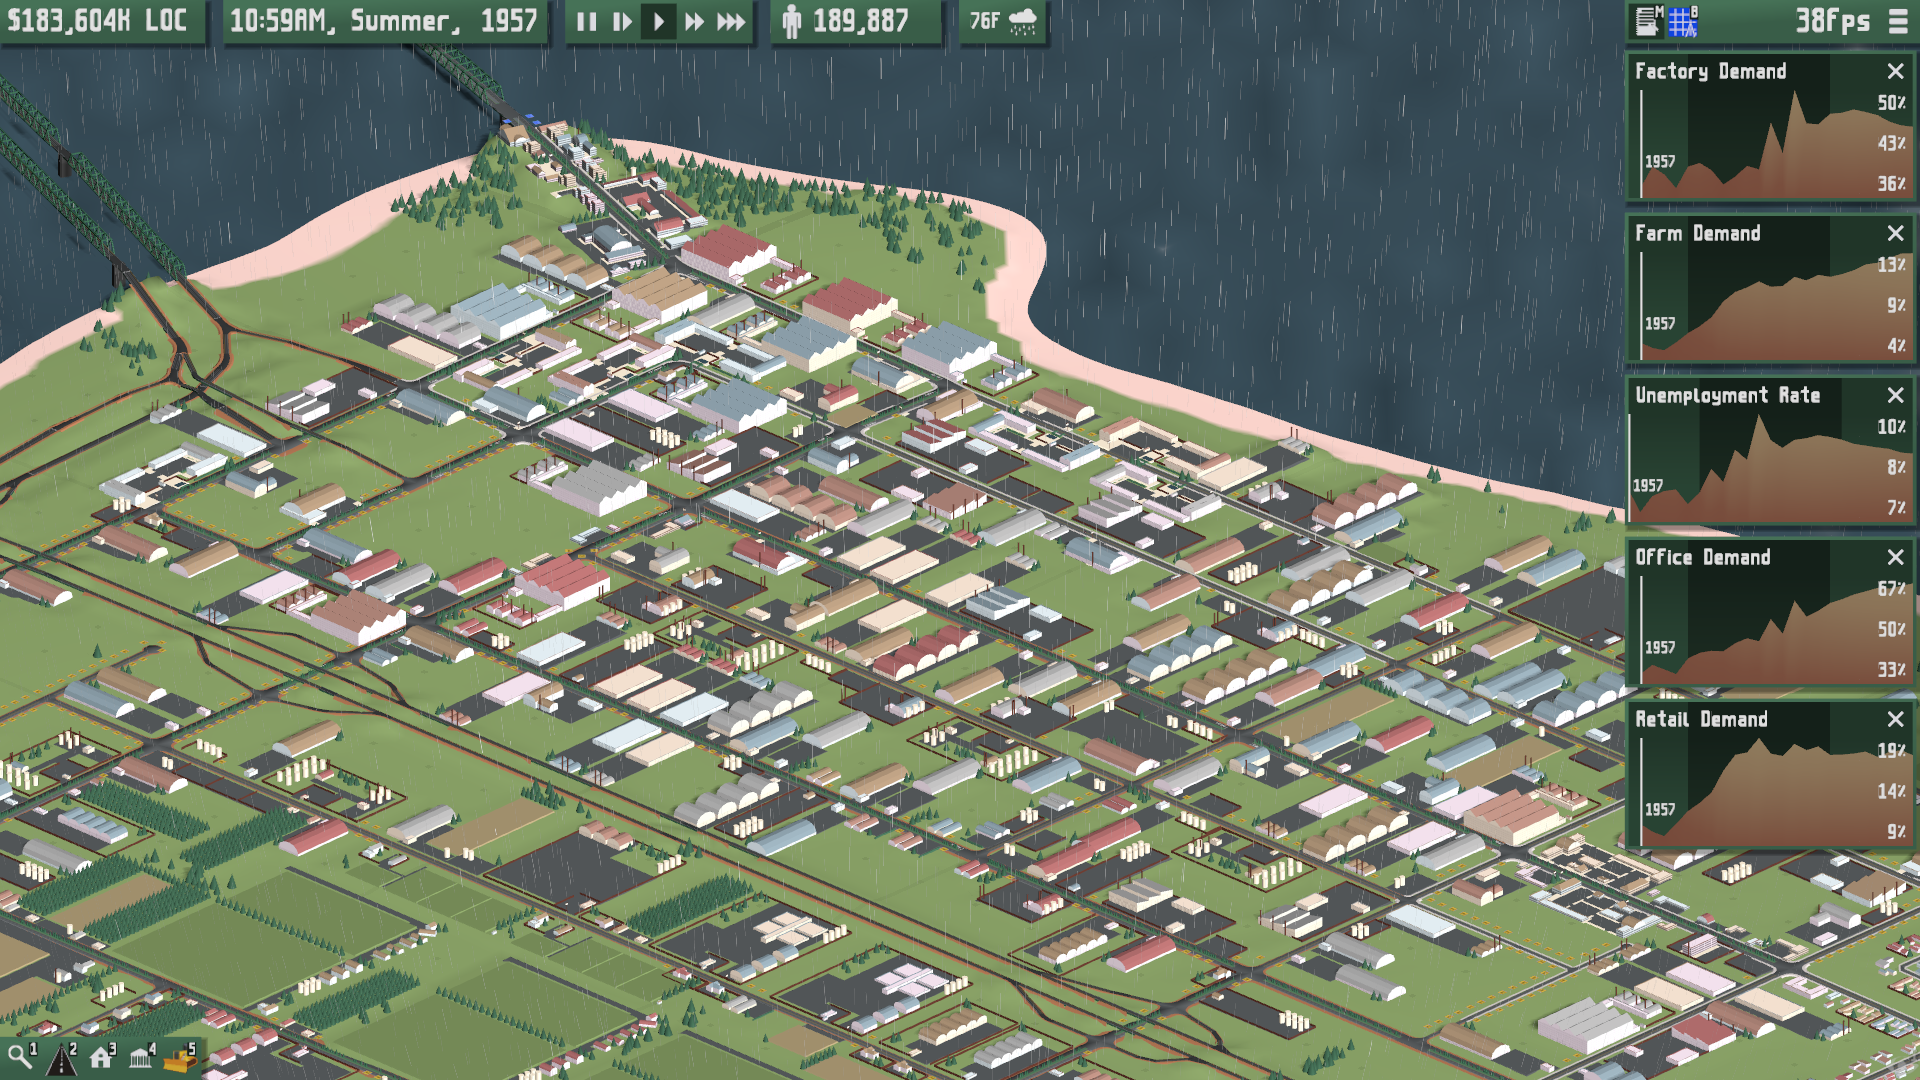 $183,604K LOC
10:59AM, Summer, 1957
189,887
76F
M
B
38fps
Factory Demand
50%
43%
1957
36%
Farm Demand
13%
9%
1957
4%
Unemployment Rate
10%
8%
1957
7%
Office Demand
67%
50%
1957
33%
Retail Demand
19%
14%
1957
9%
1 2 3 4 5